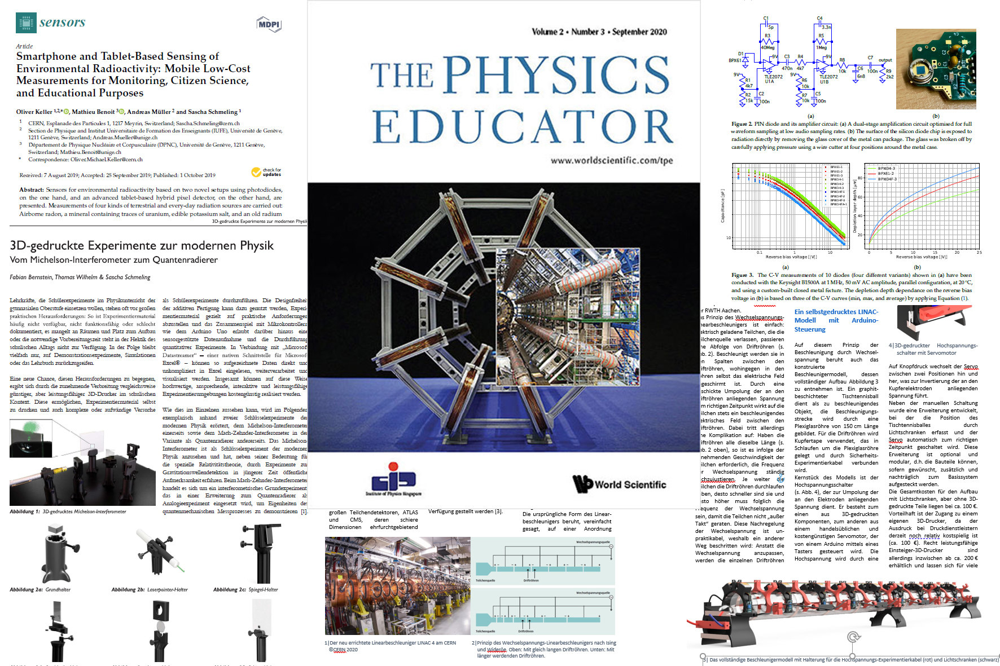 sensors
MDPI
Article
Smartphone and Tablet-Based Sensing of
Environmental Radioactivity: Mobile Low-Cost
Measurements for Monitoring, Citizen Science,
and Educational Purposes
Oliver Keller 1,2,*, Mathieu Benoit 3, Andreas Müller 2 and Sascha Schmeling 1
1 CERN, Esplanade des Particules 1, 1217 Meyrin, Switzerland; Sascha.Schmeling@cern.ch
2 Section de Physique and Institut Universitaire de Formation des Enseignants (IUFE), Université de Genève,
1211 Genève, Switzerland; Andreas.Mueller@unige.ch
3 Département de Physique Nucléaire et Corpusculaire (DPNC), Université de Genève, 1211 Genève,
Switzerland; Mathieu.Benoit@unige.ch
* Correspondence: Oliver.Michael.Keller@cern.ch
Received: 7 August 2019; Accepted: 25 September 2019; Published: 1 October 2019
check for
updates
Abstract: Sensors for environmental radioactivity based on two novel setups using photodiodes,
on the one hand, and an advanced tablet-based hybrid pixel detector, on the other hand, are
presented. Measurements of four kinds of terrestrial and every-day radiation sources are carried out:
Airborne radon, a mineral containing traces of uranium, edible potassium salt, and an old radium
3D-gedruckte Experimente zur modernen Physik
3D-gedruckte Experimente zur modernen Physik
Vom Michelson-Interferometer zum Quantenradierer
Fabian Bernstein, Thomas Wilhelm & Sascha Schmeling
Lehrkräfte, die Schülerexperimente im Physikunterricht der
gymnasialen Oberstufe einsetzen wollen, stehen oft vor großen
praktischen Herausforderungen: So ist Experimentiermaterial
häufig nicht verfügbar, nicht funktionsfähig oder schlecht
dokumentiert, es mangelt an Räumen und Platz zum Aufbau
oder die notwendige Vorbereitungszeit steht in der Hektik des
schulischen Alltags nicht zur Verfügung. In der Folge bleibt
vielfach nur, auf Demonstrationsexperimente, Simulationen
oder das Lehrbuch zurückzugreifen.
Eine neue Chance, diesen Herausforderungen zu begegnen,
ergibt sich durch die zunehmende Verbreitung vergleichsweise
günstiger, aber leistungsfähiger 3D-Drucker im schulischen
Kontext. Diese ermöglichen, Experimentiermaterial selbst
zu drucken und auch komplexe oder aufwändige Versuche
als Schülerexperimente durchzuführen. Die Designfreiheit
der additiven Fertigung kann dazu genutzt werden, Experi-
mentiermaterial gezielt auf praktische Anforderungen
abzustellen und das Zusammenspiel mit Mikrokontrollern
wie dem Arduino Uno erlaubt darüber hinaus eine
sensorgestützte Datenaufnahme und die Durchführung
quantitativer Experimente. In Verbindung mit „Microsoft
Datastreamer“ – einer nativen Schnittstelle für Microsoft
Excel® – können so aufgezeichnete Daten direkt und
unkompliziert in Excel eingelesen, weiterverarbeitet und
visualisiert werden. Insgesamt können auf diese Weise
hochwertige, ansprechende, interaktive und leistungsfähige
Experimentierumgebungen kostengünstig realisiert werden.
Wie dies im Einzelnen aussehen kann, wird im Folgenden
exemplarisch anhand zweier Schlüsselexperimente der
modernen Physik erörtert, dem Michelson-Interferometer
einerseits sowie dem Mach-Zehnder-Interferometer in der
Variante als Quantenradierer andererseits. Das Michelson-
Interferometer ist als Schlüsselexperiment der moderner
Physik anzusehen und hat, neben seiner Bedeutung für
die spezielle Relativitätstheorie, durch Experimente zur
Gravitationswellendetektion in jüngerer Zeit öffentliche
Aufmerksamkeit erfahren. Beim Mach-Zehnder-Interferometer
handelt es sich um ein interferometrisches Grundexperiment,
das in einer Erweiterung zum Quantenradierer als
Analogieexperiment eingesetzt wird, um Eigenheiten des
quantenmechanischen Messprozesses zu demonstrieren [1].
Abbildung 1: 3D-gedrucktes Michelson-Interferometer
Abbildung 2a: Grundhalter
Abbildung 2b: Laserpointer-Halter
Abbildung 2c: Spiegel-Halter
Volume 2 • Number 3 • September 2020
THE PHYSICS
EDUCATOR
www.worldscientific.com/tpe
Institute of Physics Singapore
World Scientific
großen Teilchendetektoren, ATLAS
und CMS, deren schiere
Dimensionen ehrfurchtgebietend
Verfügung gestellt werden [3].
Die ursprüngliche Form des Linear-
beschleunigers beruht, vereinfacht
gesagt, auf einer Anordnung
Wechselspannungsquelle
Teilchenquelle
Driftröhren
Wechselspannungsquelle
Teilchenquelle
Driftröhren
1|Der neu errichtete Linearbeschleuniger LINAC 4 am CERN
©CERN 2020
2|Prinzip des Wechselspannungs-Linearbeschleunigers nach Ising
und Wideröe. Oben: Mit gleich langen Driftröhren. Unten: Mit
länger werdenden Driftröhren.
C1
5p
R3
40Meg
D1
BPX61
9V
TLE2072
U1A
C3
470n
R4
4k7
9V
R1
4k7
R2
15k
C2
100n
C4
3.3n
R5
1Meg
9V
TLE2072
U1B
9V
R6
10k
R7
10k
C5
100n
R8
10k
C6
6n8
C7
100n
output
R9
2k2
(a)
(b)
Figure 2. PIN diode and its amplifier circuit: (a) A dual-stage amplification circuit optimised for full
waveform sampling at low audio sampling rates. (b) The surface of the silicon diode chip is exposed to
radiation directly by removing the glass cover of the metal can package. The glass was broken off by
carefully applying pressure using a wire cutter at four positions around the metal case.
Capacitance [pF]
10
0.1
1
10
Reverse bias voltage [|V|]
BPX61-1
BPX61-2
BPX61-3
BPW34-1
BPW34-2
BPW34-3
BPW34F-1
BPW34F-2
BPW34F-3
BPW34FA-1
Depletion layer depth [µm]
80
60
40
20
0
5
10
15
20
25
Reverse bias voltage [|V|]
BPW34-3
BPX61-2
BPW34F-3
(a)
(b)
Figure 3. The C-V measurements of 10 diodes (four different variants) shown in (a) have been
conducted with the Keysight B1500A at 1 MHz, 50 mV AC amplitude, parallel configuration, at 20 °C,
and using a custom-built closed metal fixture. The depletion depth dependance on the reverse bias
voltage in (b) is based on three of the C-V curves (min, max, and average) by applying Equation (1).
er RWTH Aachen.
as Prinzip des Wechselspannungs-
nearbeschleunigers ist einfach:
ektrisch geladene Teilchen, die die
ilchenquelle verlassen, passieren
ne Abfolge von Driftröhren (s.
bb. 2). Beschleunigt werden sie in
en Spalten zwischen den
iftröhren, wohingegen in den
öhren selbst das elektrische Feld
geschirmt ist. Durch eine
schickte Umpolung der an den
iftröhren anliegenden Spannung
m richtigen Zeitpunkt wirkt auf die
ilchen stets ein beschleunigendes
ektrisches Feld zwischen den
iftröhren. Dabei tritt allerdings
ne Komplikation auf: Haben die
iftröhren alle dieselbe Länge (s.
bb. 2 oben), so ist es infolge der
nehmenden Geschwindigkeit der
ilchen erforderlich, die Frequenz
er Wechselspannung ständig
chzujustieren. Je weiter die
ilchen die Driftröhren durchlaufen
ben, desto schneller sind sie und
esto höher muss folglich die
Frequenz der Wechselspannung
sein, damit die Teilchen nicht „außer
Takt“ geraten. Diese Nachregelung
der Wechselspannung ist un-
praktikabel, weshalb ein anderer
Weg beschritten wird: Anstatt die
Wechselspannung anzupassen,
werden die einzelnen Driftröhren
Ein selbstgedrucktes LINAC-
Modell mit Arduino-
Steuerung
Auf diesem Prinzip der
Beschleunigung durch Wechsel-
spannung beruht auch das
konstruierte
Beschleunigermodell, dessen
vollständiger Aufbau Abbildung 3
zu entnehmen ist. Ein graphit-
beschichteter Tischtennisball
dient als zu beschleunigendes
Objekt, die Beschleunigungs-
strecke wird durch eine
Plexiglasröhre von 150 cm Länge
gebildet. Für die Driftröhren wird
Kupfertape verwendet, das in
Schlaufen um die Plexiglasröhre
gelegt und durch Sicherheits-
Experimentierkabel verbunden
wird.
Kernstück des Modells ist der
Hochspannungsschalter
(s. Abb. 4), der zur Umpolung der
an den Elektroden anliegenden
Spannung dient. Er besteht zum
einen aus 3D-gedruckten
Komponenten, zum anderen aus
einem handelsüblichen und
kostengünstigen Servomotor, der
von einem Arduino mittels eines
Tasters gesteuert wird. Die
Hochspannung wird durch eine
4|3D-gedruckter Hochspannungs-
schalter mit Servomotor
Auf Knopfdruck wechselt der Servo
zwischen zwei Positionen hin und
her, was zur Invertierung der an den
Kupferelektroden anliegenden
Spannung führt.
Neben der manuellen Schaltung
wurde eine Erweiterung entwickelt,
bei der die Position des
Tischtennisballes durch
Lichtschranken erfasst und der
Servo automatisch zum richtigen
Zeitpunkt geschaltet wird. Diese
Erweiterung ist optional und
modular, d.h. die Bauteile können,
sofern gewünscht, zusätzlich und
nachträglich zum Basissystem
aufgesteckt werden.
Die Gesamtkosten für den Aufbau
mit Lichtschranken, aber ohne 3D-
gedruckte Teile liegen bei ca. 100 €.
Vorteilhaft ist der Zugang zu einem
eigenen 3D-Drucker, da der
Ausdruck bei Druckdienstleistern
derzeit noch relativ kostspielig ist
(ca. 100 €). Recht leistungsfähige
Einsteiger-3D-Drucker sind
allerdings inzwischen ab ca. 200 €
erhältlich und lassen sich für viele
3| Das vollständige Beschleunigermodell mit Halterung für die Hochspannungs-Experimentierkabel (rot) und Lichtschranken (schwarz)